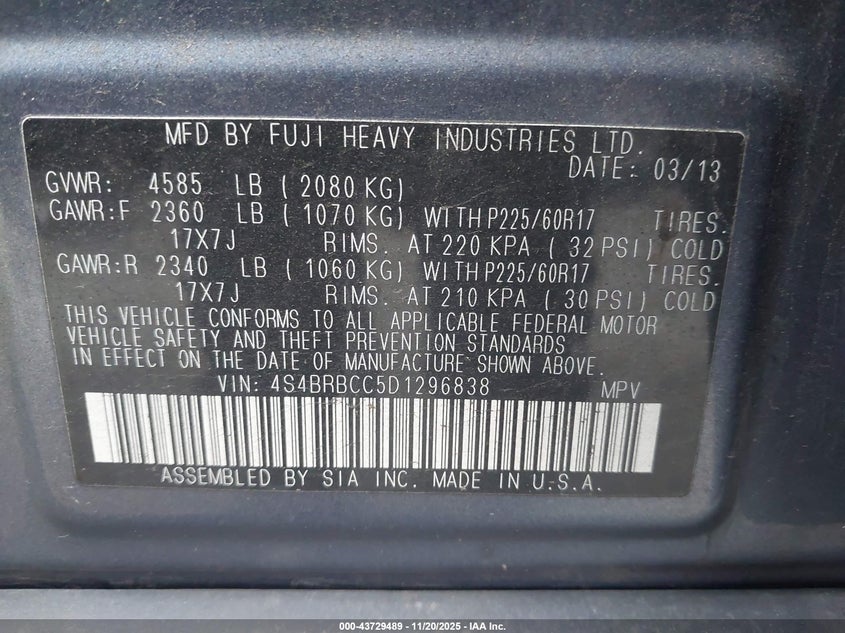 MFD BY FUJI HEAVY INDUSTRIES LTD.
DATE: 03/13
GVWR: 4585 LB ( 2080 KG)
GAWR:F 2360 LB ( 1070 KG) WITH P225/60R17 TIRES.
17X7J RIMS. AT 220 KPA ( 32 PSI) COLD
GAWR:R 2340 LB ( 1060 KG) WITH P225/60R17 TIRES.
17X7J RIMS. AT 210 KPA ( 30 PSI) COLD
THIS VEHICLE CONFORMS TO ALL APPLICABLE FEDERAL MOTOR
VEHICLE SAFETY AND THEFT PREVENTION STANDARDS
IN EFFECT ON THE DATE OF MANUFACTURE SHOWN ABOVE.
VIN: 4S4BRBCC5D1296838 MPV
ASSEMBLED BY SIA INC. MADE IN U.S.A.
000-43729489 - 11/20/2025 - IAA Inc.